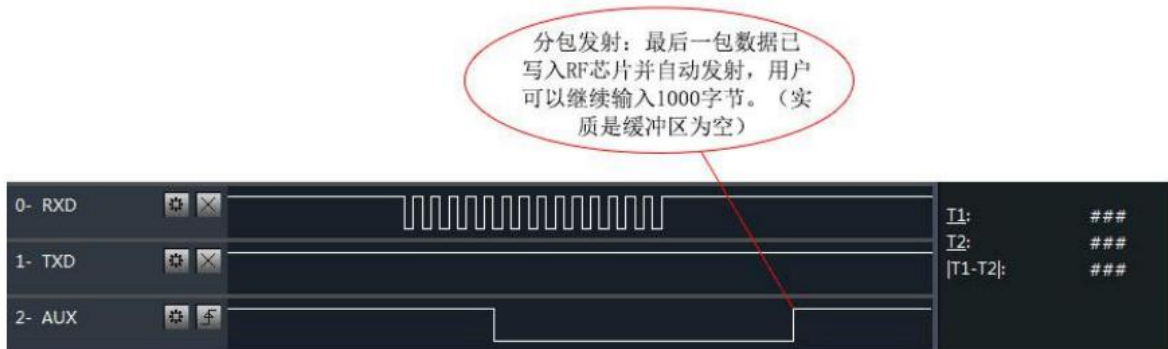 分包发射：最后一包数据已
写入RF芯片并自动发射，用户
可以继续输入1000字节。（实
质是缓冲区为空）
0- RXD
T1: ###
1- TXD
T2: ###
|T1-T2|: ###
2- AUX